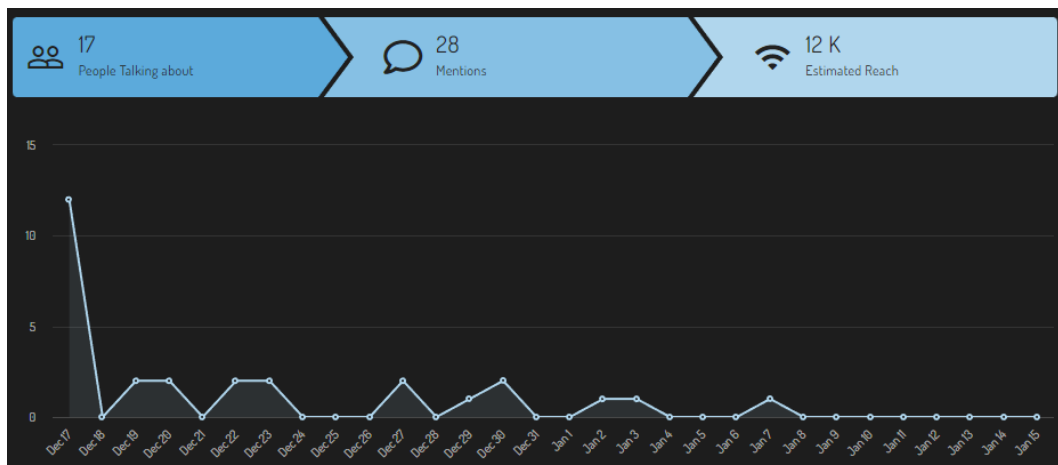 17
People Talking about
28
Mentions
12 K
Estimated Reach
15
10
5
0
Dec 17
Dec 18
Dec 19
Dec 20
Dec 21
Dec 22
Dec 23
Dec 24
Dec 25
Dec 26
Dec 27
Dec 28
Dec 29
Dec 30
Dec 31
Jan 1
Jan 2
Jan 3
Jan 4
Jan 5
Jan 6
Jan 7
Jan 8
Jan 9
Jan 10
Jan 11
Jan 12
Jan 13
Jan 14
Jan 15